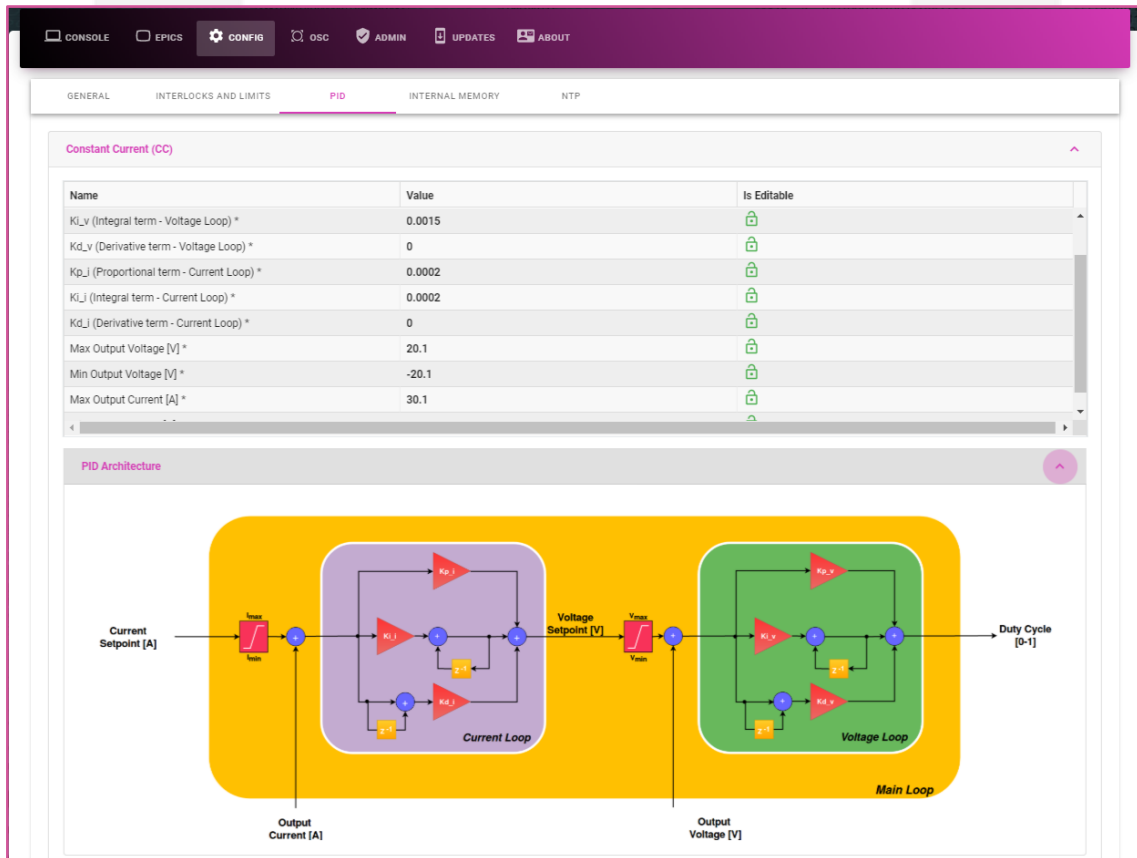 CONSOLE EPICS CONFIG OSC ADMIN UPDATES ABOUT
GENERAL INTERLOCKS AND LIMITS PID INTERNAL MEMORY NTP
Constant Current (CC)
Name Value Is Editable
Ki_v (Integral term - Voltage Loop) * 0.0015
Kd_v (Derivative term - Voltage Loop) * 0
Kp_i (Proportional term - Current Loop) * 0.0002
Ki_i (Integral term - Current Loop) * 0.0002
Kd_i (Derivative term - Current Loop) * 0
Max Output Voltage [V] * 20.1
Min Output Voltage [V] * -20.1
Max Output Current [A] * 30.1
PID Architecture
Current
Setpoint [A]
Imax
Imin
+
Kp_i
Ki_i
+
+
z-1
+
Kd_i
z-1
Current Loop
Voltage
Setpoint [V]
Vmax
Vmin
+
Kp_v
Ki_v
+
+
z-1
+
Kd_v
z-1
Voltage Loop
Duty Cycle
[0-1]
Main Loop
Output
Current [A]
Output
Voltage [V]